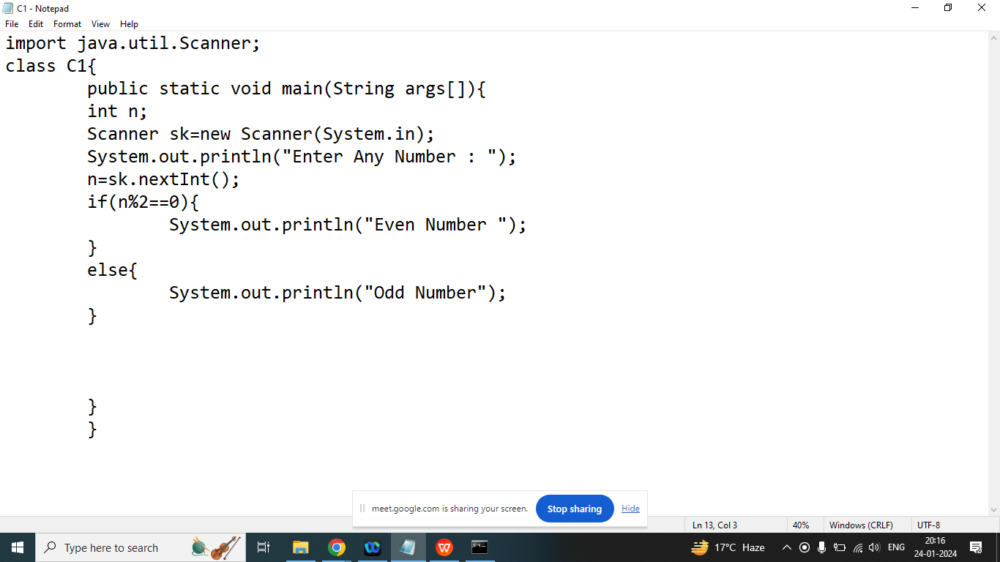 C1 - Notepad
File Edit Format View Help
import java.util.Scanner;
class C1{
public static void main(String args[]){
int n;
Scanner sk=new Scanner(System.in);
System.out.println("Enter Any Number : ");
n=sk.nextInt();
if(n%2==0){
System.out.println("Even Number ");
}
else{
System.out.println("Odd Number");
}
}
}
meet.google.com is sharing your screen. Stop sharing Hide
Ln 13, Col 3 40% Windows (CRLF) UTF-8
Type here to search 17°C Haze ENG 20:16
24-01-2024